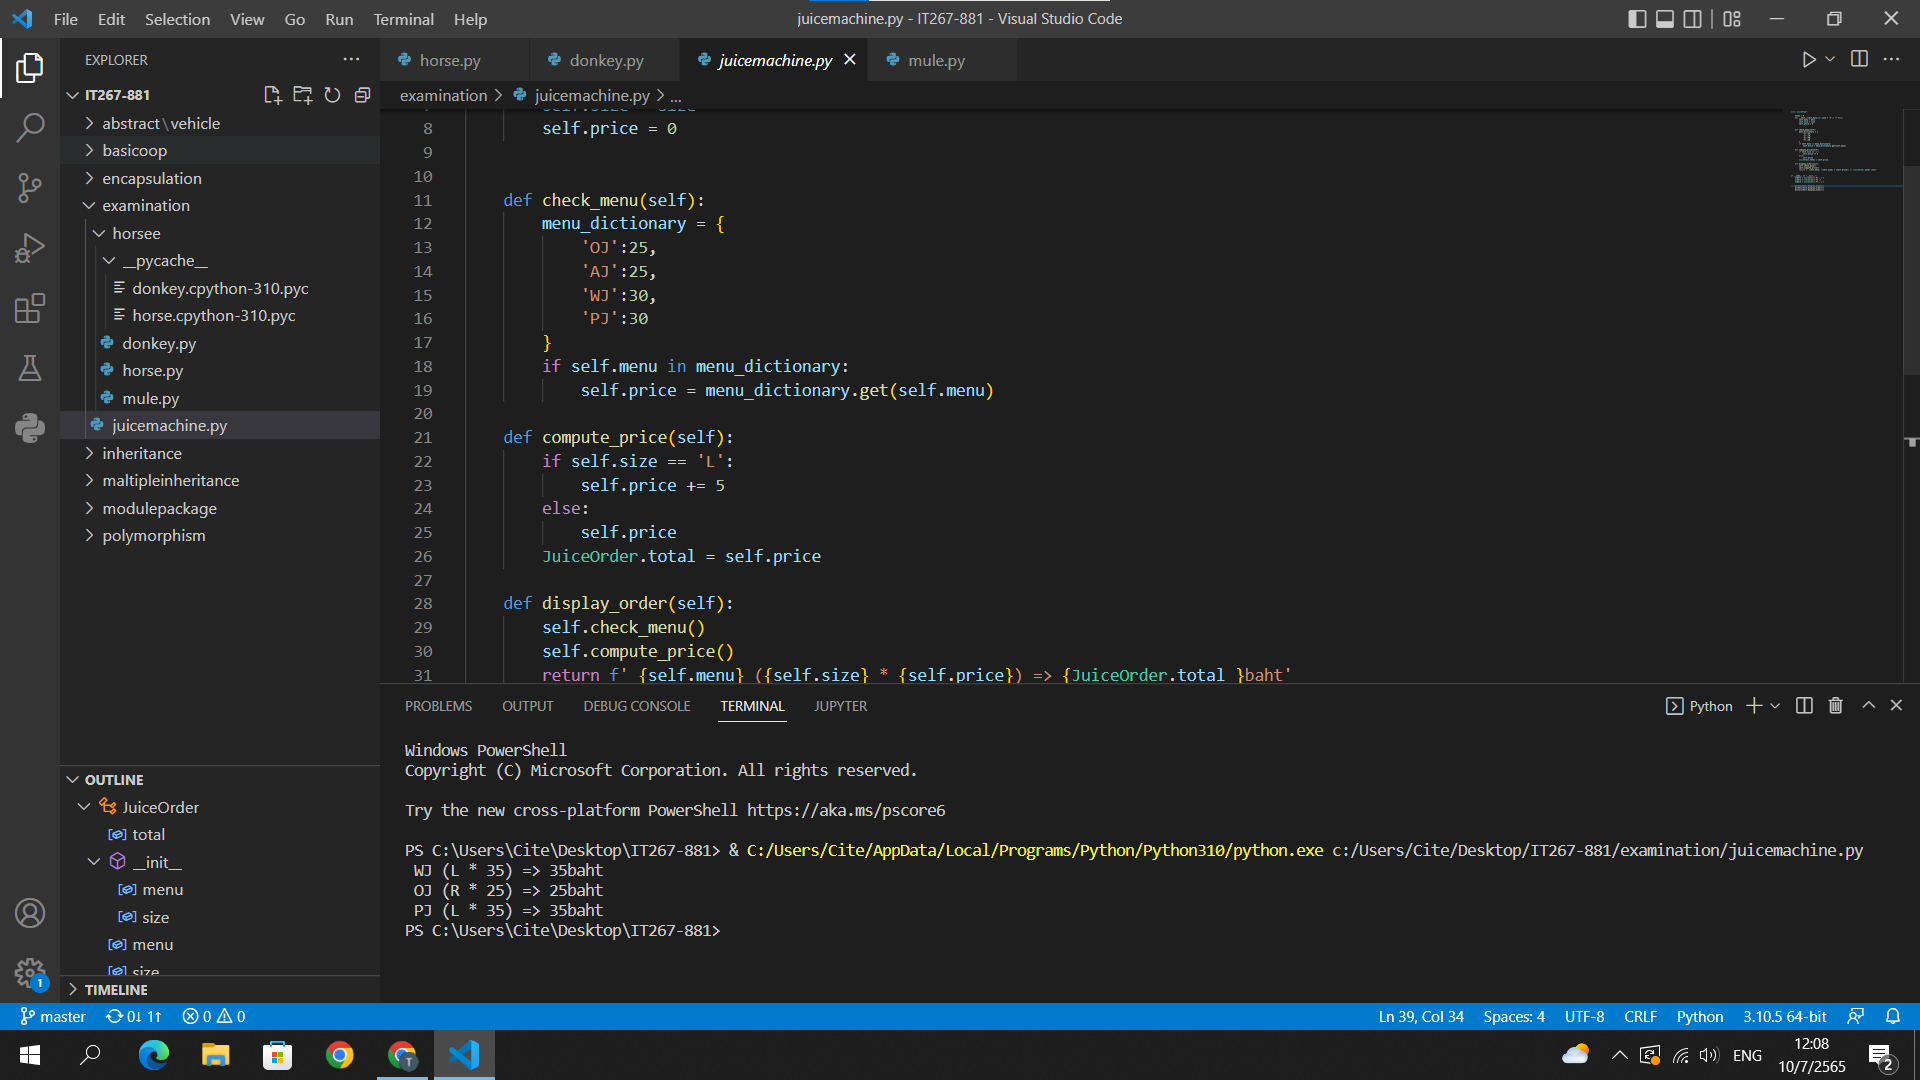 File Edit Selection View Go Run Terminal Help
juicemachine.py - IT267-881 - Visual Studio Code
EXPLORER
IT267-881
abstract\vehicle
basicoop
encapsulation
examination
horsee
__pycache__
donkey.cpython-310.pyc
horse.cpython-310.pyc
donkey.py
horse.py
mule.py
juicemachine.py
inheritance
maltipleinheritance
modulepackage
polymorphism
OUTLINE
JuiceOrder
total
__init__
menu
size
menu
size
TIMELINE
horse.py donkey.py juicemachine.py mule.py
examination > juicemachine.py > ...
8 self.price = 0
9
10
11 def check_menu(self):
12 menu_dictionary = {
13 'OJ':25,
14 'AJ':25,
15 'WJ':30,
16 'PJ':30
17 }
18 if self.menu in menu_dictionary:
19 self.price = menu_dictionary.get(self.menu)
20
21 def compute_price(self):
22 if self.size == 'L':
23 self.price += 5
24 else:
25 self.price
26 JuiceOrder.total = self.price
27
28 def display_order(self):
29 self.check_menu()
30 self.compute_price()
31 return f' {self.menu} ({self.size} * {self.price}) => {JuiceOrder.total }baht'
PROBLEMS OUTPUT DEBUG CONSOLE TERMINAL JUPYTER
Python
Windows PowerShell
Copyright (C) Microsoft Corporation. All rights reserved.
Try the new cross-platform PowerShell https://aka.ms/pscore6
PS C:\Users\Cite\Desktop\IT267-881> & C:/Users/Cite/AppData/Local/Programs/Python/Python310/python.exe c:/Users/Cite/Desktop/IT267-881/examination/juicemachine.py
WJ (L * 35) => 35baht
OJ (R * 25) => 25baht
PJ (L * 35) => 35baht
PS C:\Users\Cite\Desktop\IT267-881>
1
master 0↓ 1↑ 0 0
Ln 39, Col 34 Spaces: 4 UTF-8 CRLF Python 3.10.5 64-bit
T
ENG
12:08
10/7/2565
2